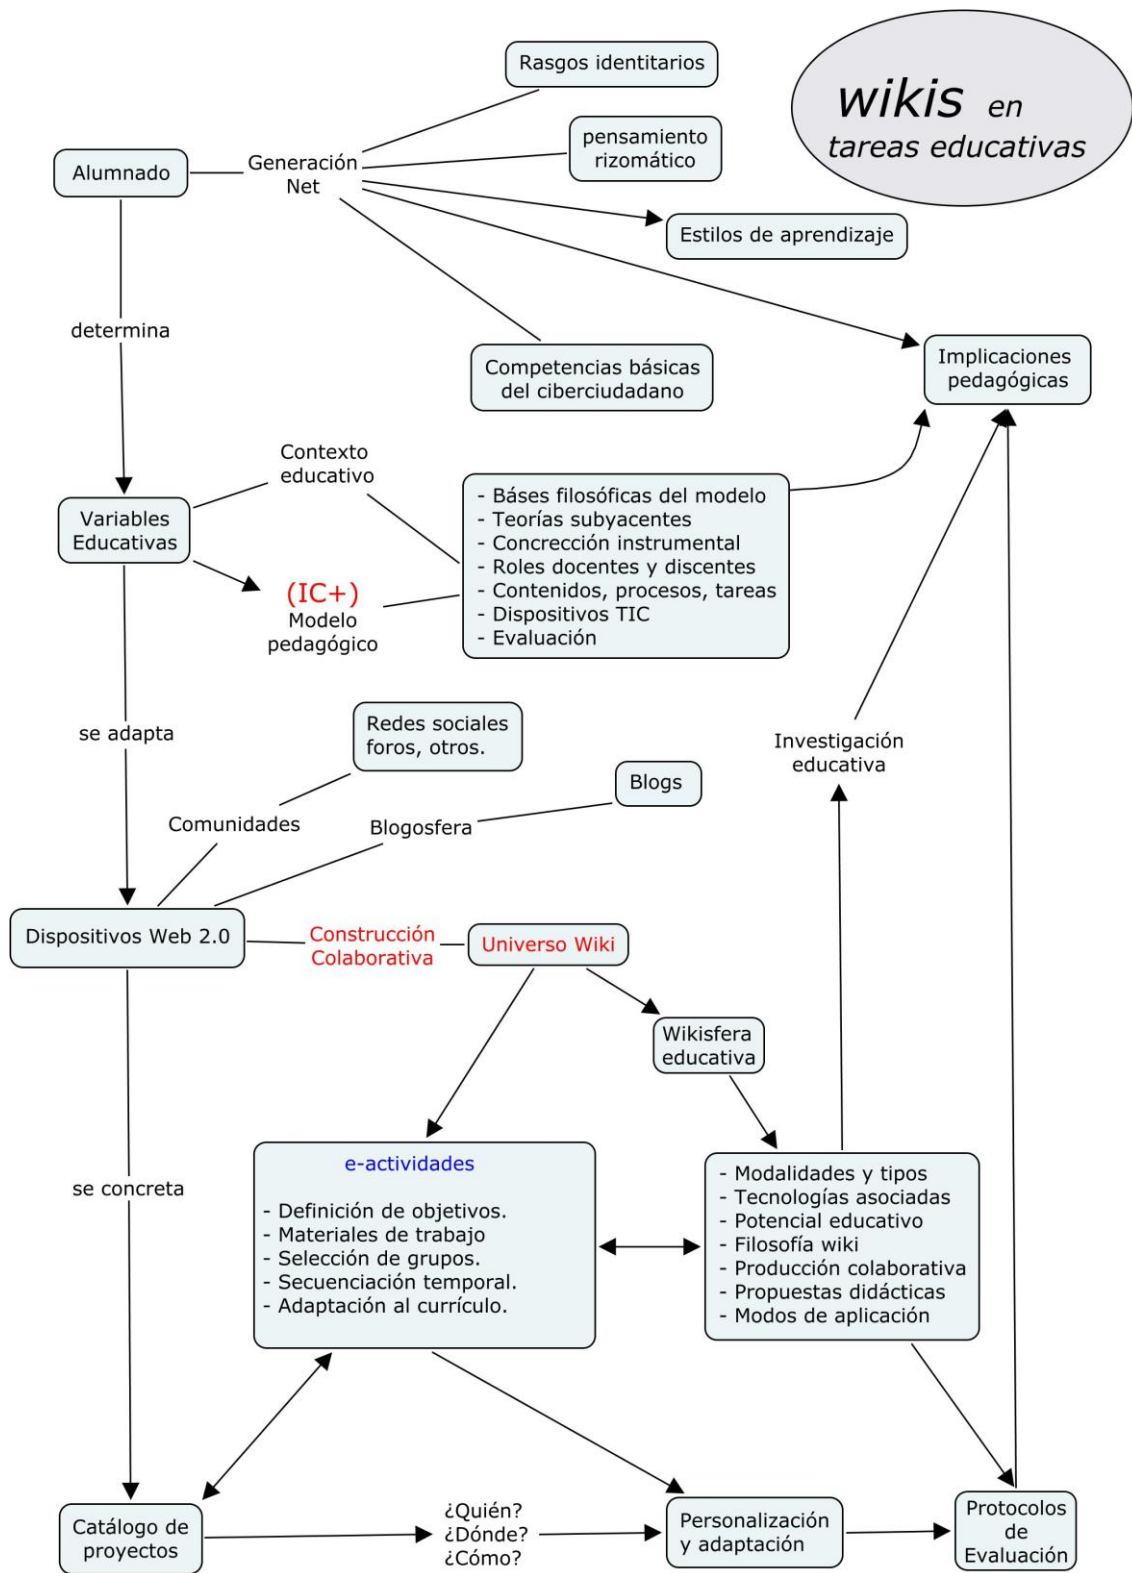 wikis en
tareas educativas
Rasgos identitarios
pensamiento
rizomático
Alumnado
Generación
Net
Estilos de aprendizaje
determina
Competencias básicas
del ciberciudadano
Implicaciones
pedagógicas
Contexto
educativo
Variables
Educativas
(IC+)
Modelo
pedagógico
- Báses filosóficas del modelo
- Teorías subyacentes
- Concrección instrumental
- Roles docentes y discentes
- Contenidos, procesos, tareas
- Dispositivos TIC
- Evaluación
se adapta
Redes sociales
foros, otros.
Investigación
educativa
Blogs
Comunidades
Blogosfera
Dispositivos Web 2.0
Construcción
Colaborativa
Universo Wiki
Wikisfera
educativa
se concreta
e-actividades
- Definición de objetivos.
- Materiales de trabajo
- Selección de grupos.
- Secuenciación temporal.
- Adaptación al currículo.
- Modalidades y tipos
- Tecnologías asociadas
- Potencial educativo
- Filosofía wiki
- Producción colaborativa
- Propuestas didácticas
- Modos de aplicación
Catálogo de
proyectos
¿Quién?
¿Dónde?
¿Cómo?
Personalización
y adaptación
Protocolos
de
Evaluación